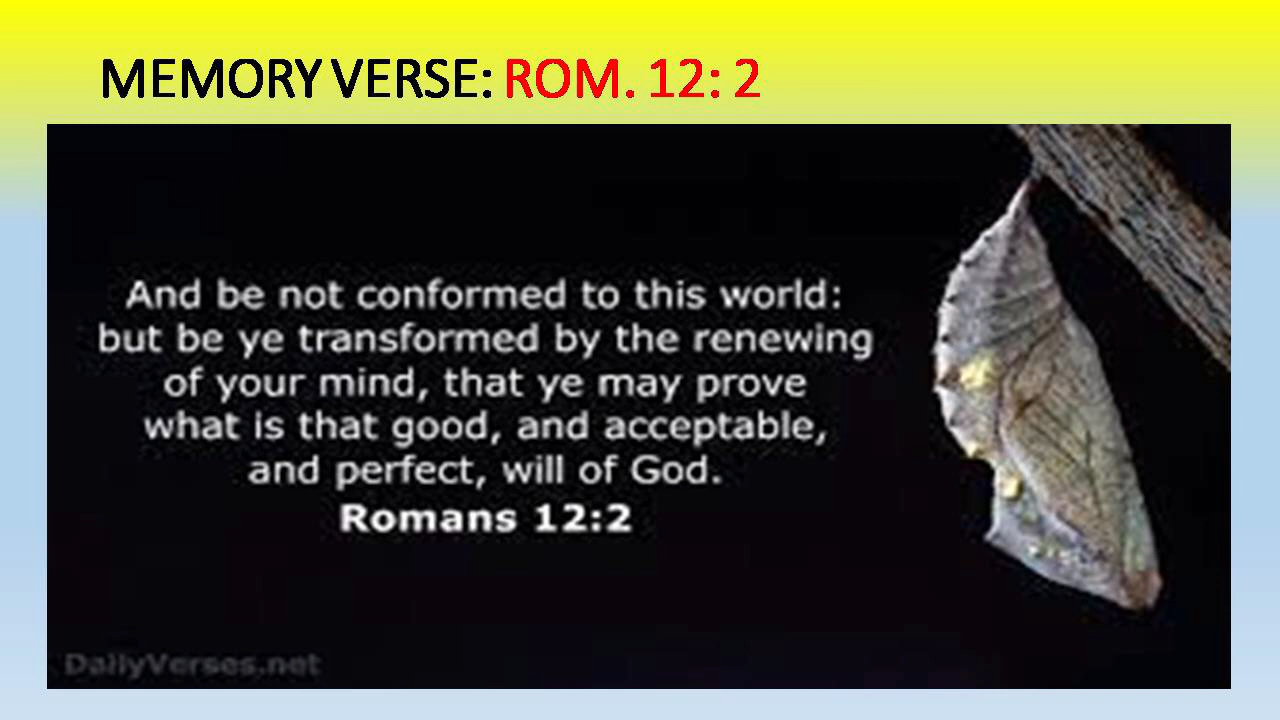 MEMORY VERSE: ROM. 12: 2
And be not conformed to this world:
but be ye transformed by the renewing
of your mind, that ye may prove
what is that good, and acceptable,
and perfect, will of God.
Romans 12:2
DailyVerses.net